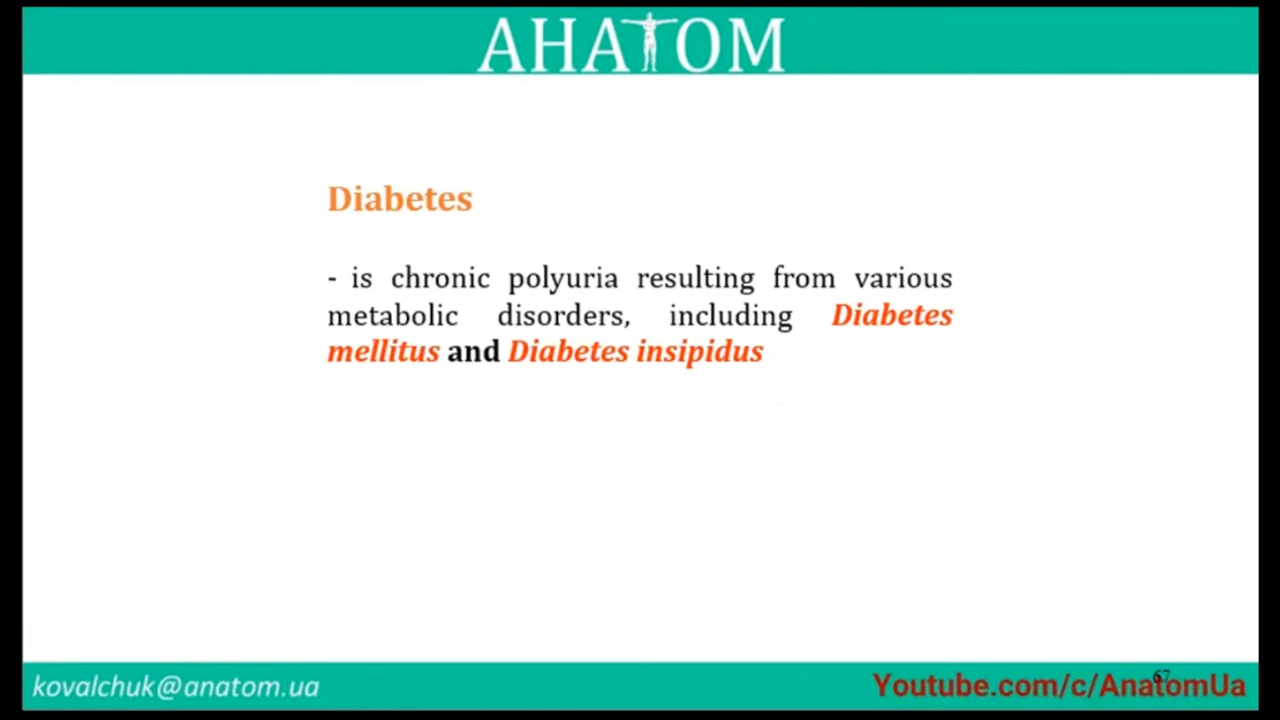 АНАТОМ
Diabetes
- is chronic polyuria resulting from various
metabolic disorders, including Diabetes
mellitus and Diabetes insipidus
kovalchuk@anatom.ua
67
Youtube.com/c/AnatomUa